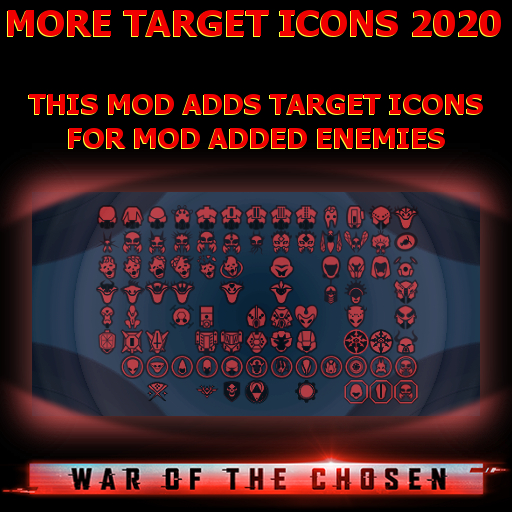 MORE TARGET ICONS 2020
THIS MOD ADDS TARGET ICONS
FOR MOD ADDED ENEMIES
WAR OF THE CHOSEN